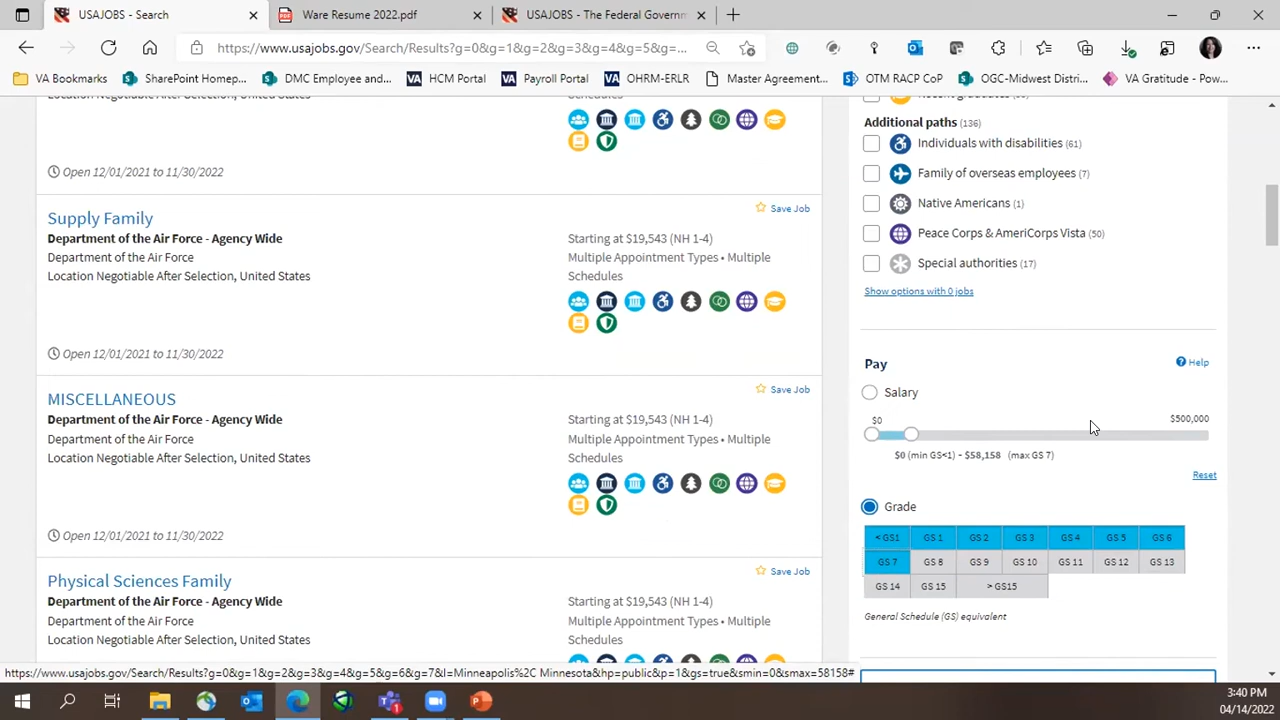 USAJOBS - Search
Ware Resume 2022.pdf
USAJOBS - The Federal Governm
https://www.usajobs.gov/Search/Results?g=0&g=1&g=2&g=3&g=4&g=5&g=...
VA Bookmarks
SharePoint Homep...
DMC Employee and...
HCM Portal
Payroll Portal
OHRM-ERLR
Master Agreement...
OTM RACP CoP
OGC-Midwest Distri...
VA Gratitude - Pow...
Location Negotiable After Selection, United States
Schedules
Open 12/01/2021 to 11/30/2022
Supply Family
Save Job
Department of the Air Force - Agency Wide
Department of the Air Force
Location Negotiable After Selection, United States
Starting at $19,543 (NH 1-4)
Multiple Appointment Types • Multiple
Schedules
Open 12/01/2021 to 11/30/2022
MISCELLANEOUS
Save Job
Department of the Air Force - Agency Wide
Department of the Air Force
Location Negotiable After Selection, United States
Starting at $19,543 (NH 1-4)
Multiple Appointment Types • Multiple
Schedules
Open 12/01/2021 to 11/30/2022
Physical Sciences Family
Save Job
Department of the Air Force - Agency Wide
Department of the Air Force
Location Negotiable After Selection, United States
Starting at $19,543 (NH 1-4)
Multiple Appointment Types • Multiple
Schedules
Additional paths (136)
Individuals with disabilities (61)
Family of overseas employees (7)
Native Americans (1)
Peace Corps & AmeriCorps Vista (50)
Special authorities (17)
Show options with 0 jobs
Pay
Help
Salary
$0
$500,000
$0 (min GS<1) - $58,158 (max GS 7)
Reset
Grade
< GS1 GS 1 GS 2 GS 3 GS 4 GS 5 GS 6
GS 7 GS 8 GS 9 GS 10 GS 11 GS 12 GS 13
GS 14 GS 15 > GS15
General Schedule (GS) equivalent
https://www.usajobs.gov/Search/Results?g=0&g=1&g=2&g=3&g=4&g=5&g=6&g=7&l=Minneapolis%2C Minnesota&hp=public&p=1&gs=true&smin=0&smax=58158#
3:40 PM
04/14/2022